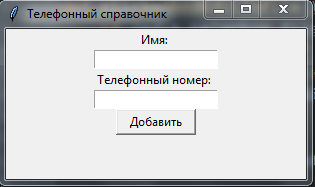 Телефонный справочник
Имя:
Телефонный номер:
Добавить